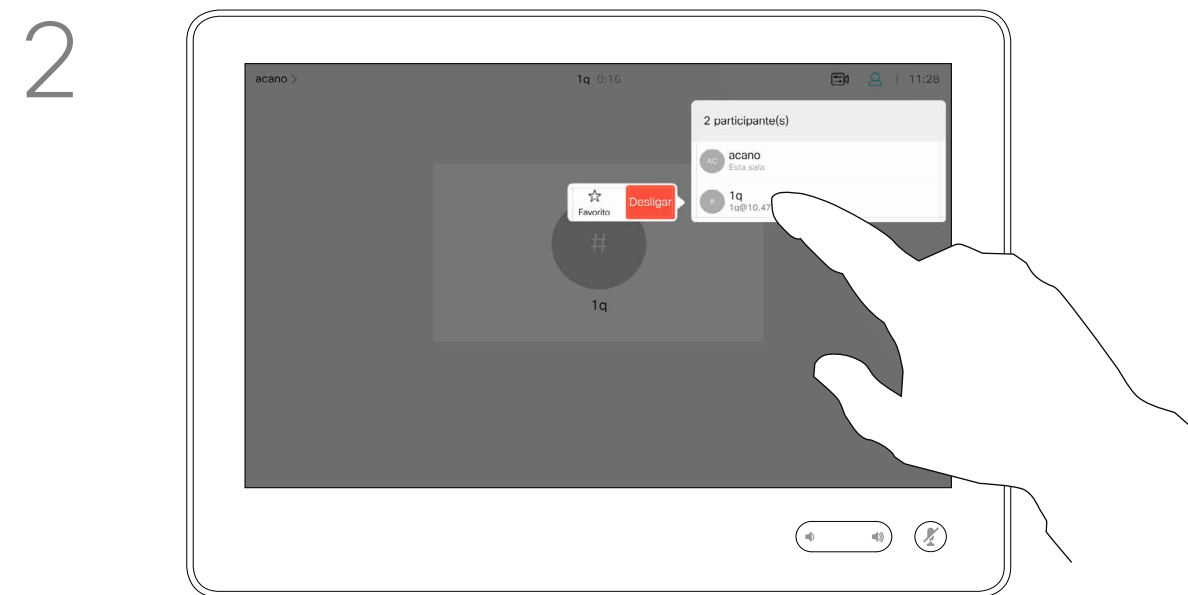 2
acano >
1q 0:16
| 11:28
2 participante(s)
AC
acano
Esta sala
#
1q
1q@10.47
Favorito
Desligar
#
1q